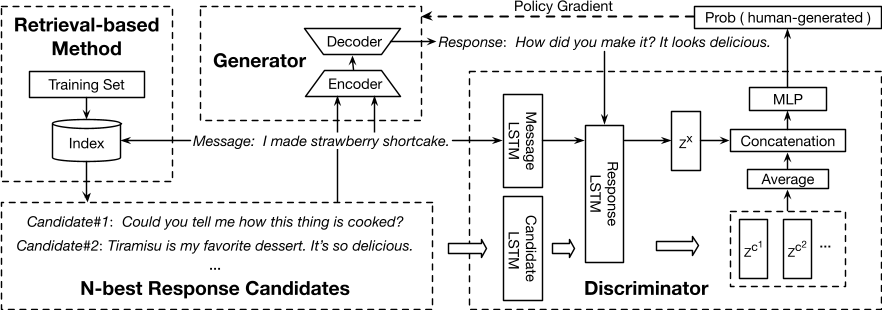 Policy Gradient
Prob ( human-generated )
Retrieval-based
Method
Training Set
Index
Generator
Decoder
Encoder
Response: How did you make it? It looks delicious.
Message: I made strawberry shortcake.
Candidate#1: Could you tell me how this thing is cooked?
Candidate#2: Tiramisu is my favorite dessert. It's so delicious.
...
N-best Response Candidates
Message
LSTM
Candidate
LSTM
Response
LSTM
z^x
MLP
Concatenation
Average
z^c^1
z^c^2
...
Discriminator